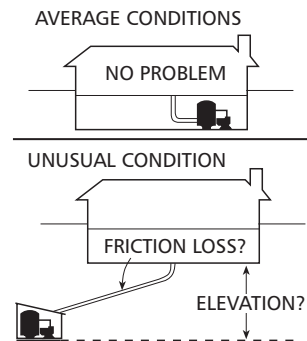 AVERAGE CONDITIONS
NO PROBLEM
UNUSUAL CONDITION
FRICTION LOSS?
ELEVATION?